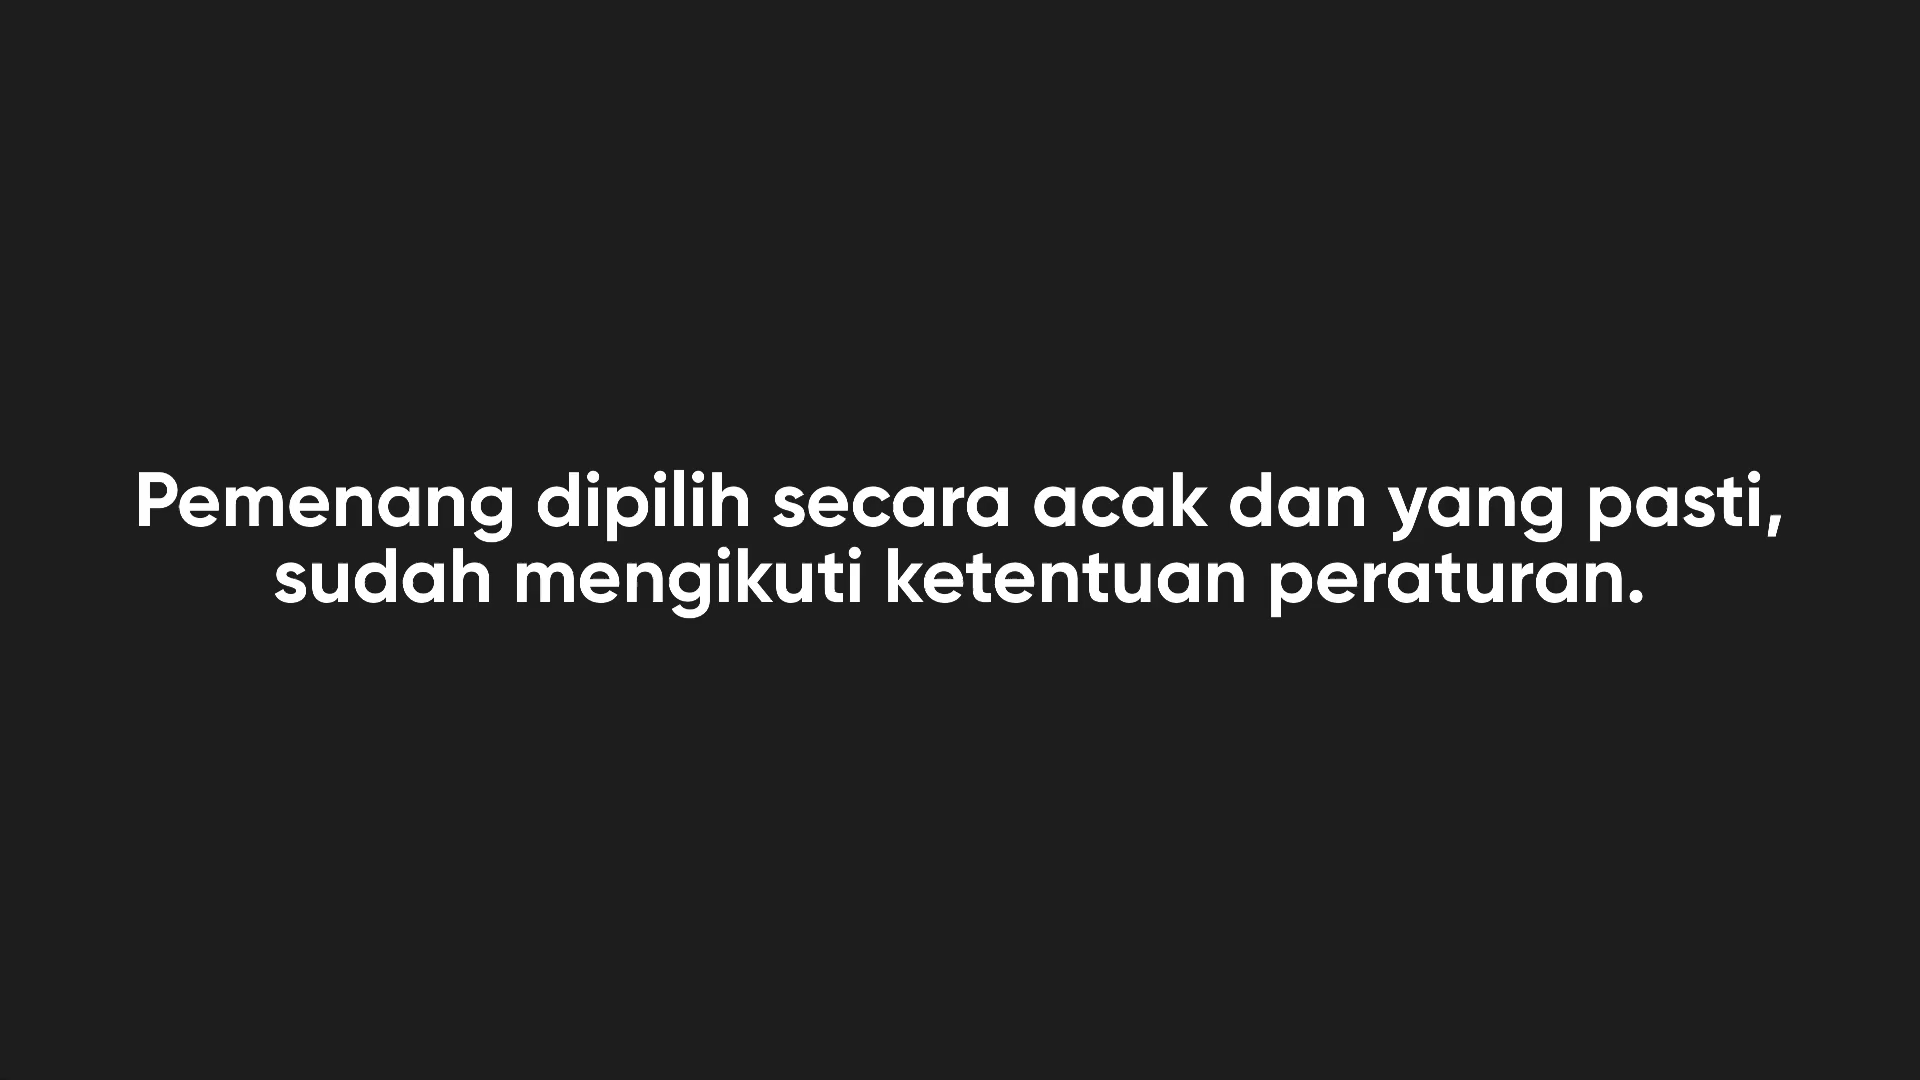 Pemenang dipilih secara acak dan yang pasti,
sudah mengikuti ketentuan peraturan.